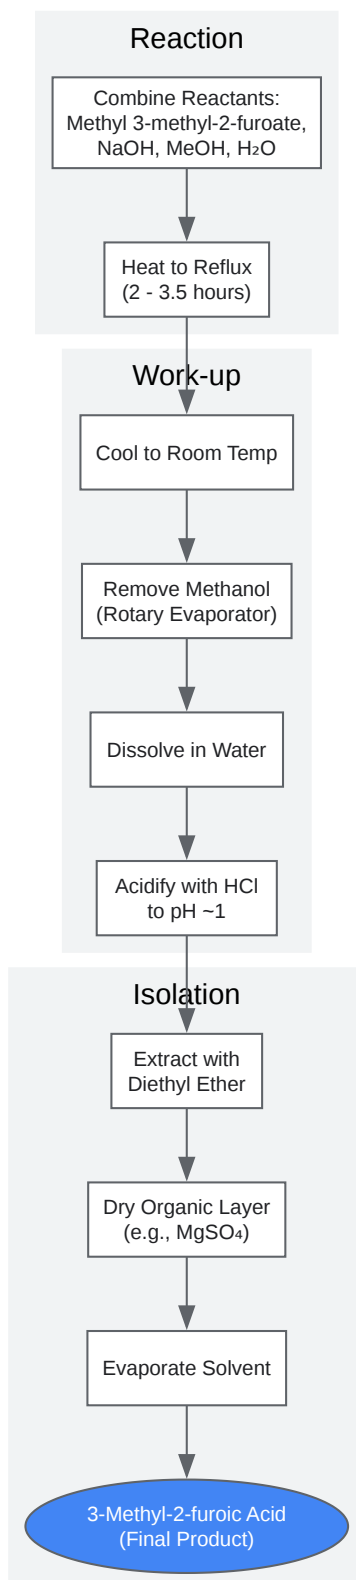 Reaction
Combine Reactants:
Methyl 3-methyl-2-furoate,
NaOH, MeOH, H₂O
Heat to Reflux
(2 - 3.5 hours)
Work-up
Cool to Room Temp
Remove Methanol
(Rotary Evaporator)
Dissolve in Water
Acidify with HCl
to pH ~1
Isolation
Extract with
Diethyl Ether
Dry Organic Layer
(e.g., MgSO₄)
Evaporate Solvent
3-Methyl-2-furoic Acid
(Final Product)